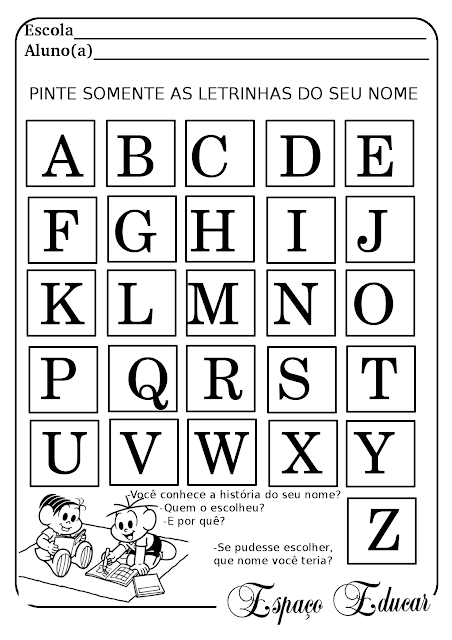 Escola
Aluno(a)
PINTE SOMENTE AS LETRINHAS DO SEU NOME
A B C D E
F G H I J
K L M N O
P Q R S T
U V W X Y
-Você conhece a história do seu nome?
-Quem o escolheu?
-E por quê?
Z
-Se pudesse escolher,
que nome você teria?
Espaço Educar